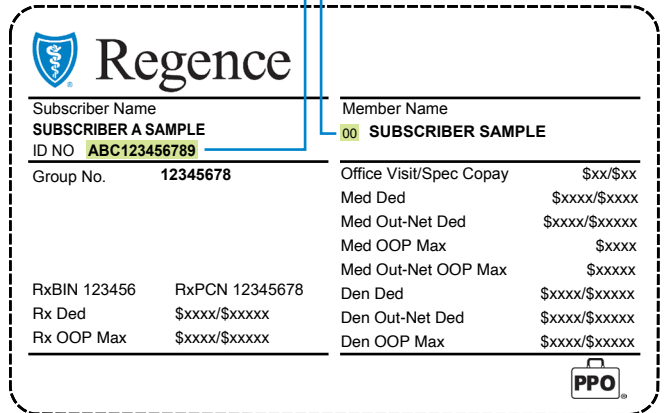 Regence
Subscriber Name
SUBSCRIBER A SAMPLE
ID NO ABC123456789
Member Name
00 SUBSCRIBER SAMPLE
Group No. 12345678
RxBIN 123456 RxPCN 12345678
Rx Ded $xxxx/$xxxxx
Rx OOP Max $xxxx/$xxxxx
Office Visit/Spec Copay $xx/$xx
Med Ded $xxxx/$xxxx
Med Out-Net Ded $xxxx/$xxxxx
Med OOP Max $xxxx
Med Out-Net OOP Max $xxxxx
Den Ded $xxxx/$xxxxx
Den Out-Net Ded $xxxx/$xxxxx
Den OOP Max $xxxx/$xxxxx
PPO